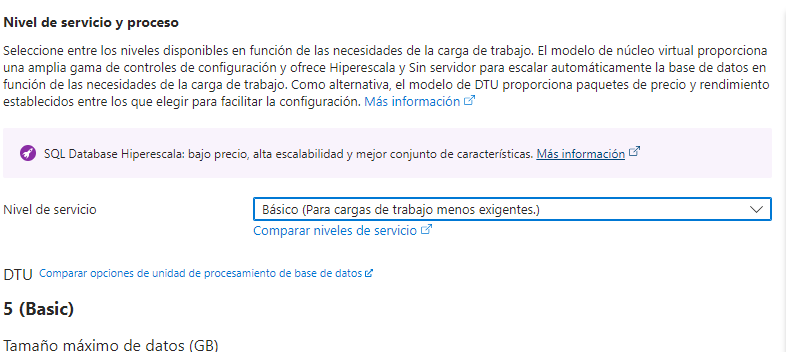 Nivel de servicio y proceso
Seleccione entre los niveles disponibles en función de las necesidades de la carga de trabajo. El modelo de núcleo virtual proporciona
una amplia gama de controles de configuración y ofrece Hiperescala y Sin servidor para escalar automáticamente la base de datos en
función de las necesidades de la carga de trabajo. Como alternativa, el modelo de DTU proporciona paquetes de precio y rendimiento
establecidos entre los que elegir para facilitar la configuración. Más información
SQL Database Hiperescala: bajo precio, alta escalabilidad y mejor conjunto de características. Más información
Nivel de servicio
Básico (Para cargas de trabajo menos exigentes.)
Comparar niveles de servicio
DTU Comparar opciones de unidad de procesamiento de base de datos
5 (Basic)
Tamaño máximo de datos (GB)